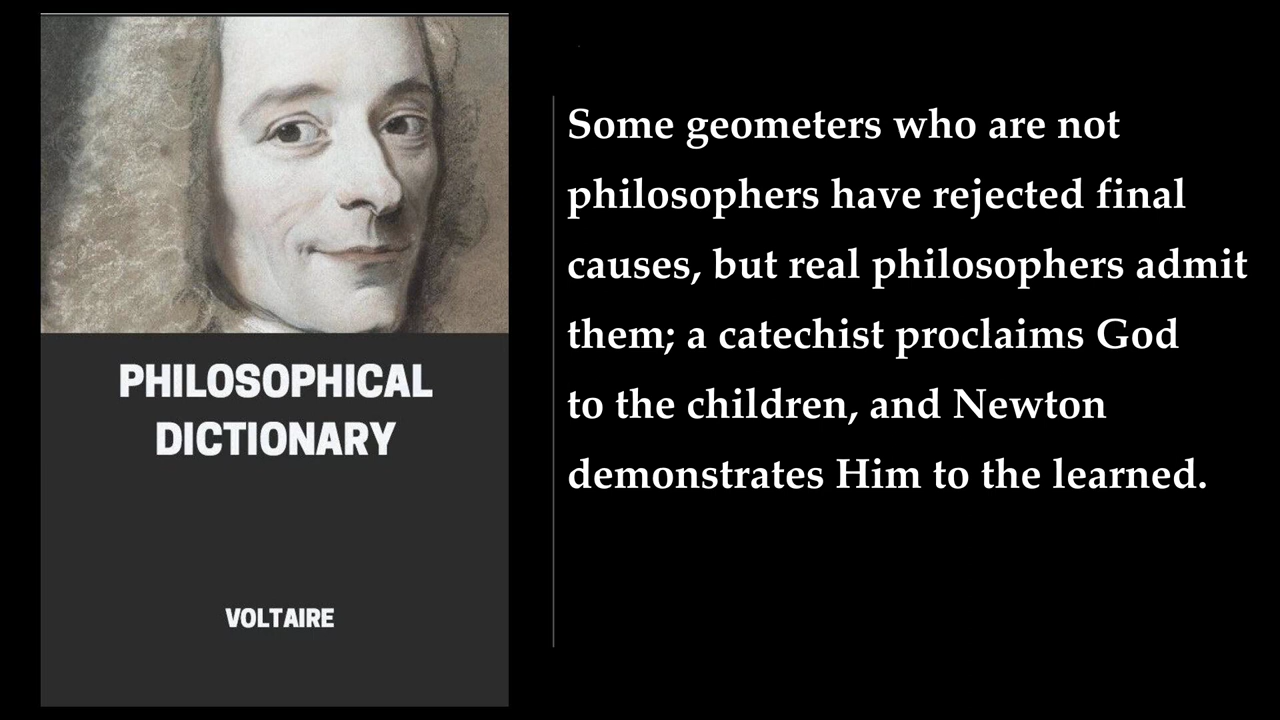 PHILOSOPHICAL
DICTIONARY
VOLTAIRE
Some geometers who are not
philosophers have rejected final
causes, but real philosophers admit
them; a catechist proclaims God
to the children, and Newton
demonstrates Him to the learned.